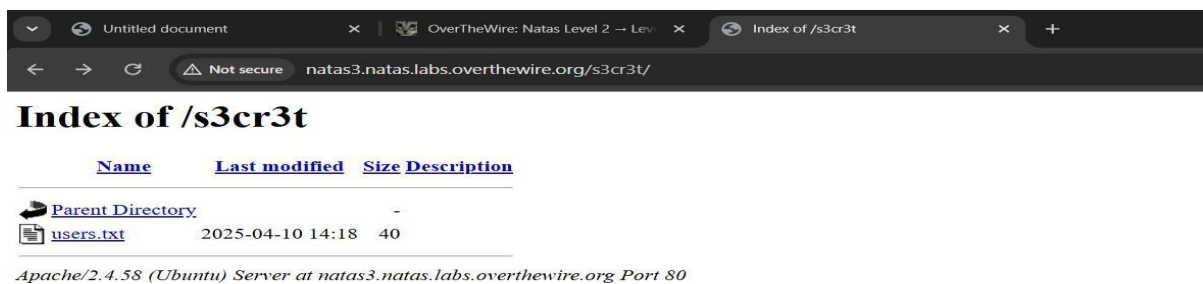 Untitled document
OverTheWire: Natas Level 2 → Lev
Index of /s3cr3t
Not secure natas3.natas.labs.overthewire.org/s3cr3t/
Index of /s3cr3t
Name Last modified Size Description
Parent Directory -
users.txt 2025-04-10 14:18 40
Apache/2.4.58 (Ubuntu) Server at natas3.natas.labs.overthewire.org Port 80